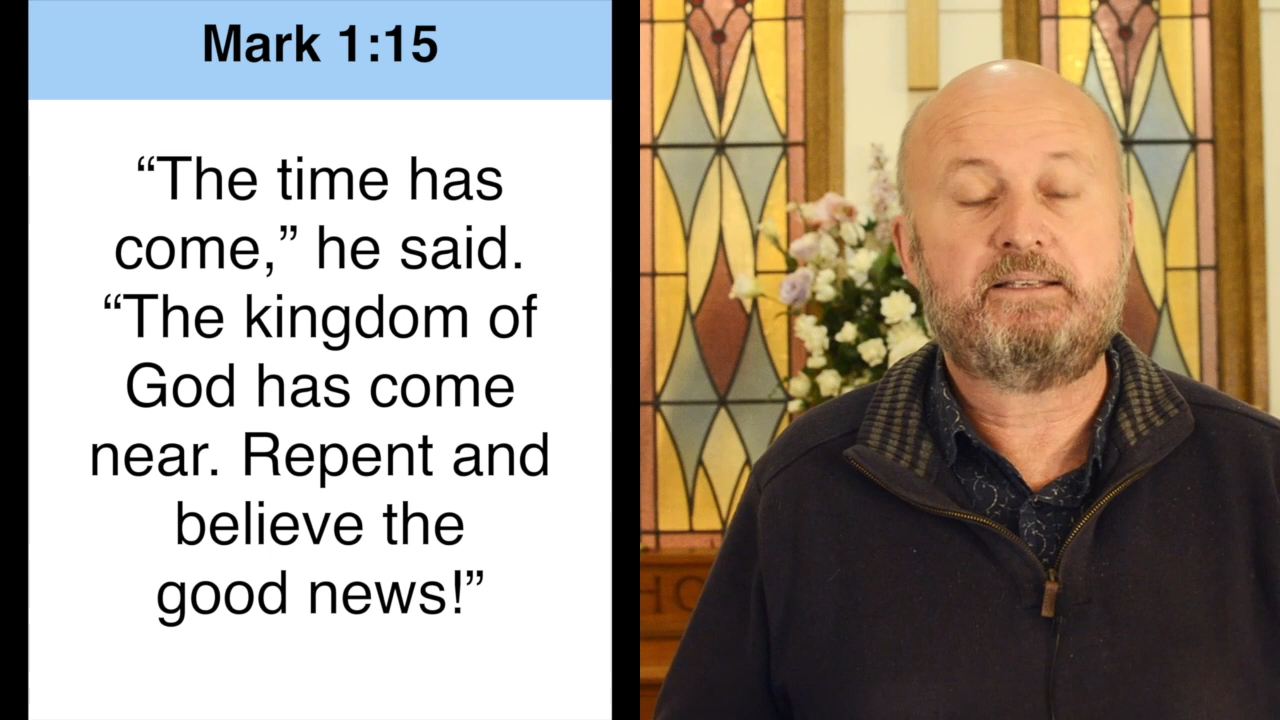 Mark 1:15
“The time has
come,” he said.
“The kingdom of
God has come
near. Repent and
believe the
good news!”
HO